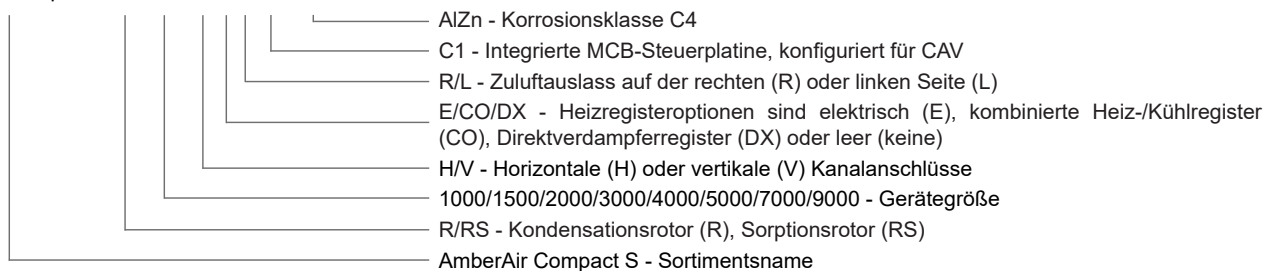 AlZn - Korrosionsklasse C4
C1 - Integrierte MCB-Steuerplatine, konfiguriert für CAV
R/L - Zuluftauslass auf der rechten (R) oder linken Seite (L)
E/CO/DX - Heizregisteroptionen sind elektrisch (E), kombinierte Heiz-/Kühlregister
(CO), Direktverdampferregister (DX) oder leer (keine)
H/V - Horizontale (H) oder vertikale (V) Kanalanschlüsse
1000/1500/2000/3000/4000/5000/7000/9000 - Gerätegröße
R/RS - Kondensationsrotor (R), Sorptionsrotor (RS)
AmberAir Compact S - Sortimentsname